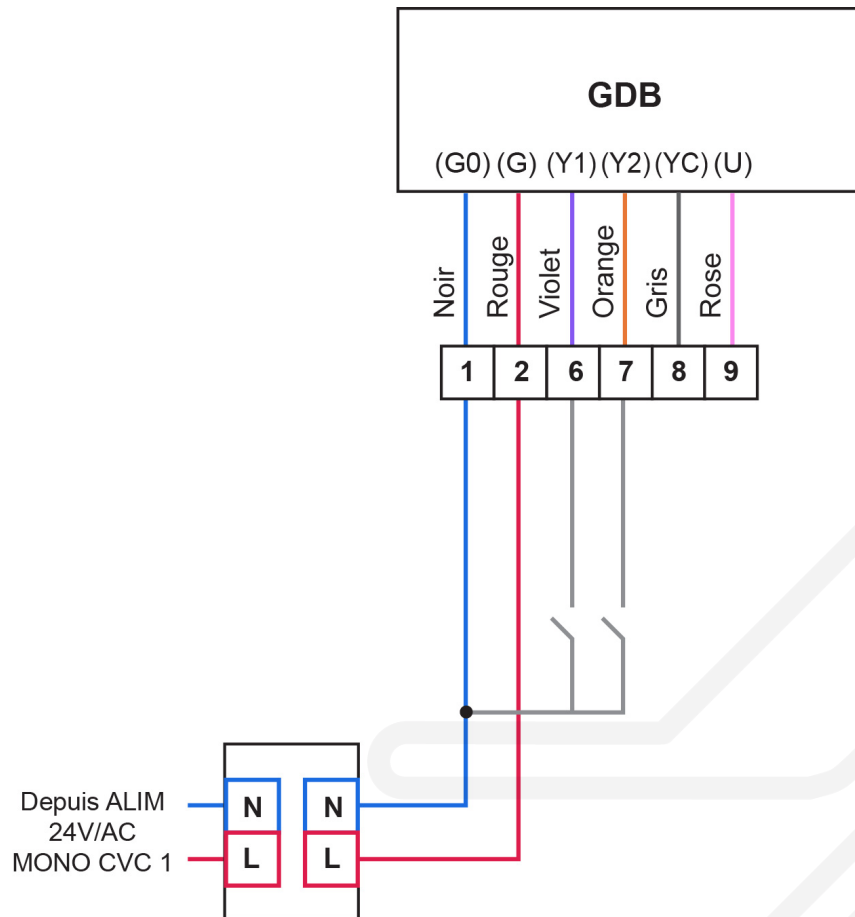 GDB
(G0) (G) (Y1) (Y2) (YC) (U)
Noir
Rouge
Violet
Orange
Gris
Rose
1 2 6 7 8 9
Depuis ALIM
24V/AC
MONO CVC 1
N N
L L